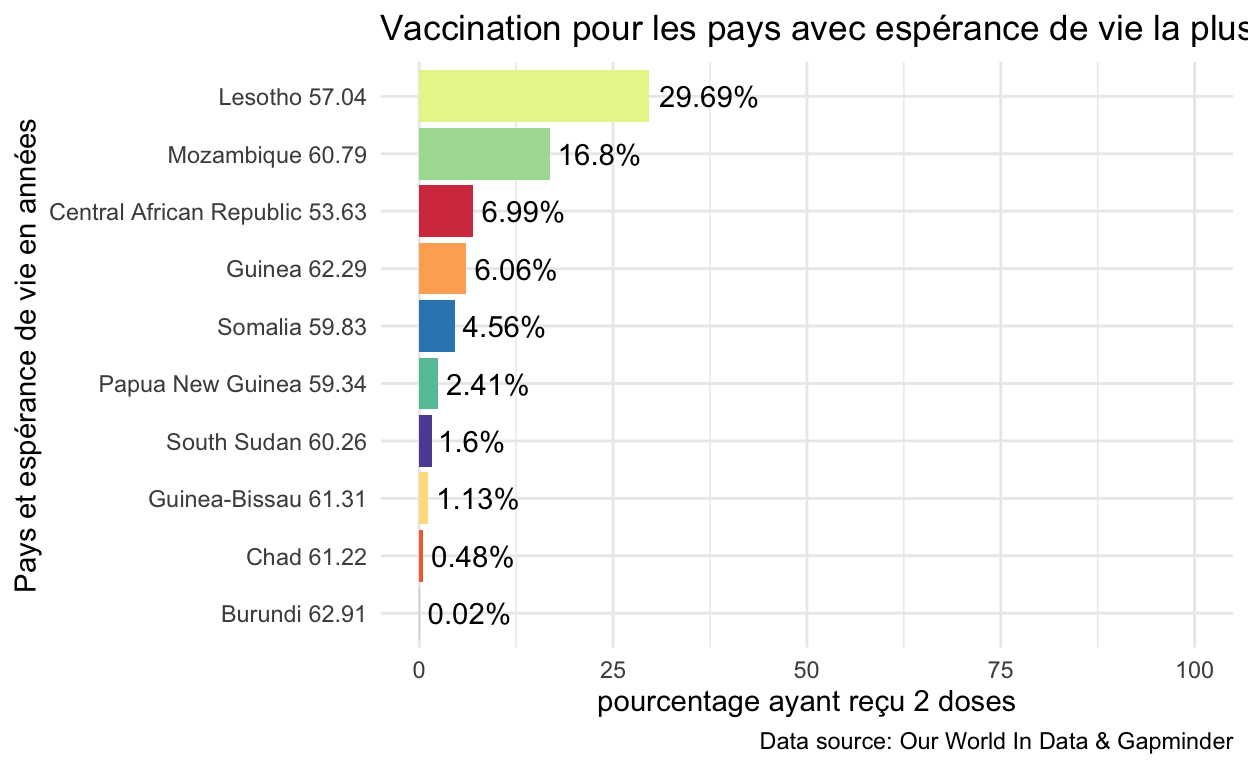 Vaccination pour les pays avec espérance de vie la plus
Pays et espérance de vie en années
Lesotho 57.04
29.69%
Mozambique 60.79
16.8%
Central African Republic 53.63
6.99%
Guinea 62.29
6.06%
Somalia 59.83
4.56%
Papua New Guinea 59.34
2.41%
South Sudan 60.26
1.6%
Guinea-Bissau 61.31
1.13%
Chad 61.22
0.48%
Burundi 62.91
0.02%
0 25 50 75 100
pourcentage ayant reçu 2 doses
Data source: Our World In Data & Gapminder